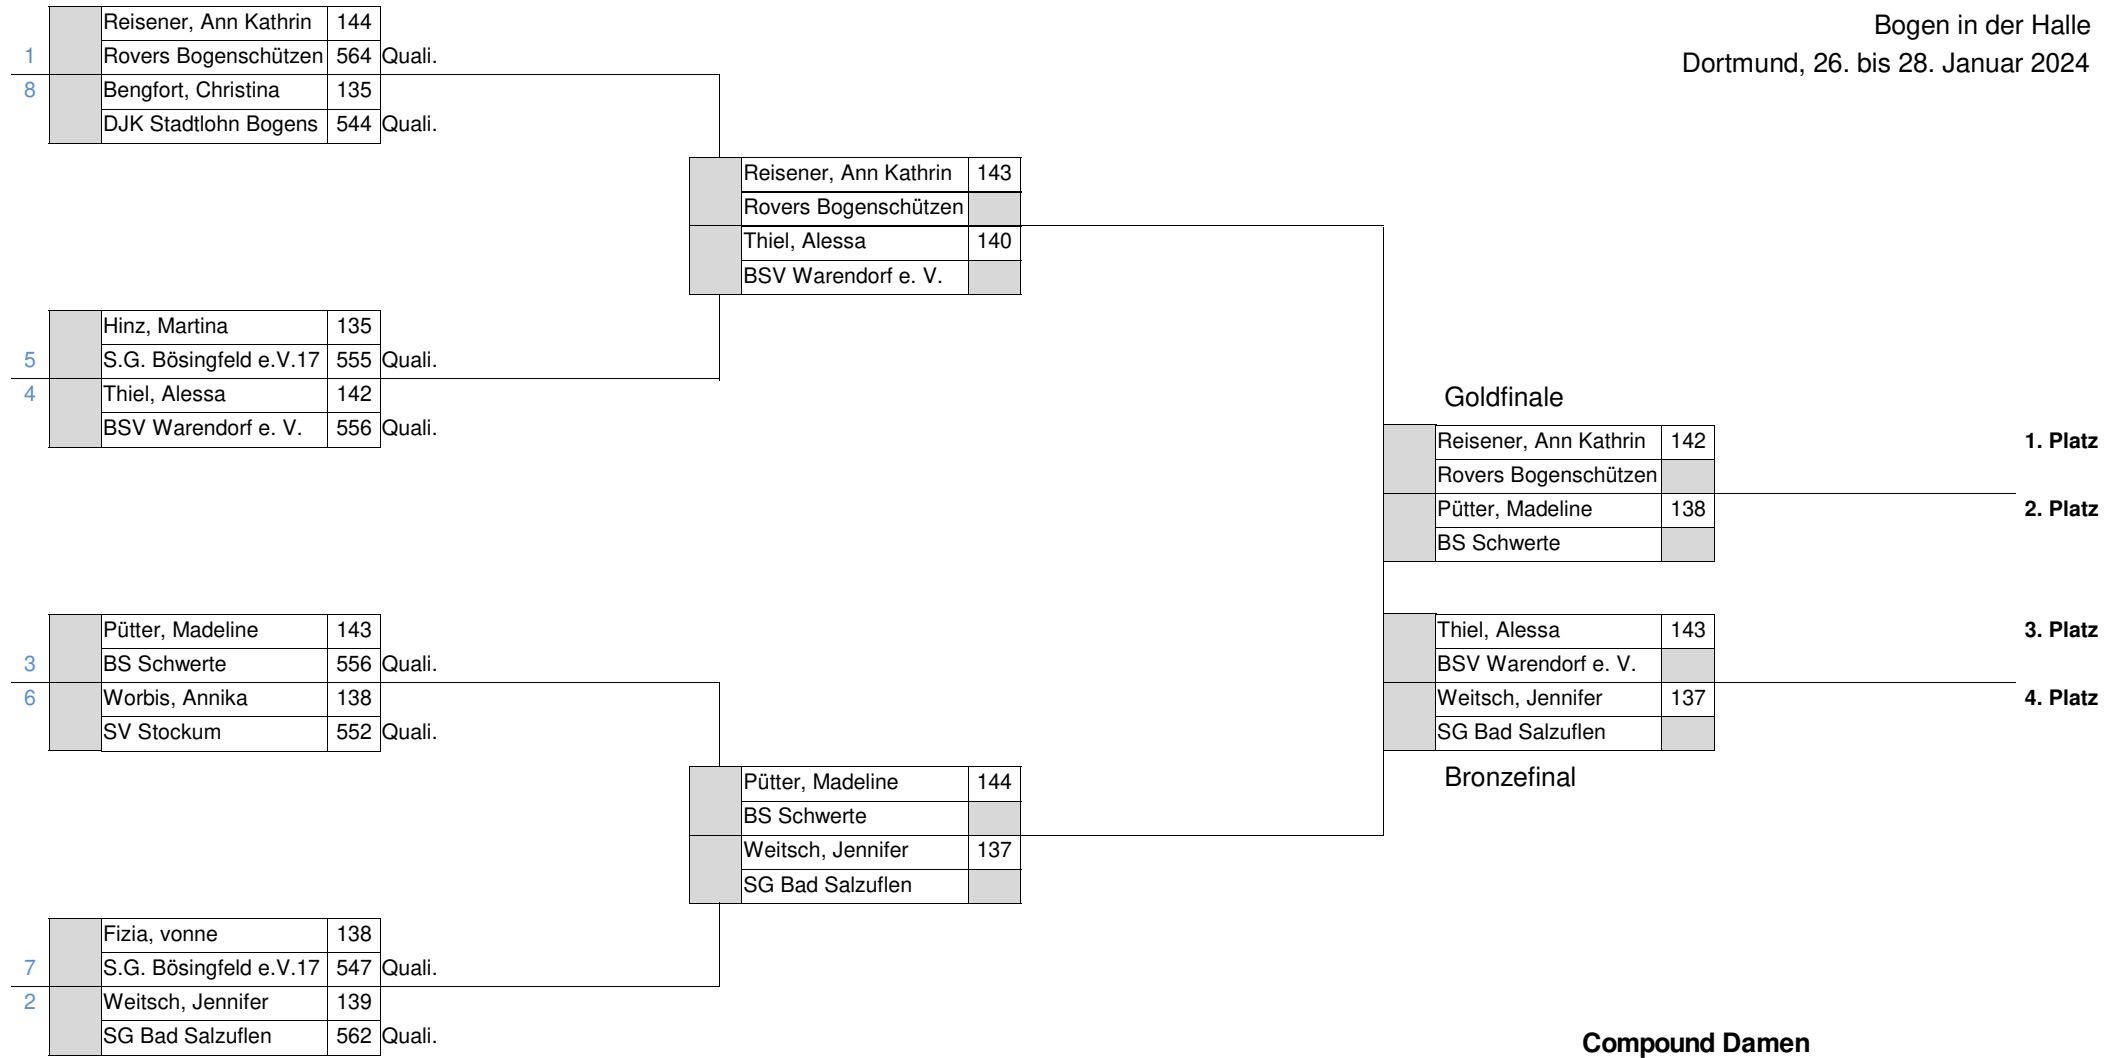 Bogen in der Halle
Dortmund, 26. bis 28. Januar 2024
Reisener, Ann Kathrin 144
1 Rovers Bogenschützen 564 Quali.
8 Bengfort, Christina 135
DJK Stadtlohn Bogens 544 Quali.
Reisener, Ann Kathrin 143
Rovers Bogenschützen
Thiel, Alessa 140
BSV Warendorf e. V.
Hinz, Martina 135
5 S.G. Bösingfeld e.V.17 555 Quali.
4 Thiel, Alessa 142
BSV Warendorf e. V. 556 Quali.
Goldfinale
Reisener, Ann Kathrin 142 1. Platz
Rovers Bogenschützen
Pütter, Madeline 138 2. Platz
BS Schwerte
Pütter, Madeline 143
3 BS Schwerte 556 Quali.
6 Worbis, Annika 138
SV Stockum 552 Quali.
Thiel, Alessa 143 3. Platz
BSV Warendorf e. V.
Weitsch, Jennifer 137 4. Platz
SG Bad Salzuflen
Bronzefinal
Pütter, Madeline 144
BS Schwerte
Weitsch, Jennifer 137
SG Bad Salzuflen
Fizia, vonne 138
7 S.G. Bösingfeld e.V.17 547 Quali.
2 Weitsch, Jennifer 139
SG Bad Salzuflen 562 Quali.
Compound Damen